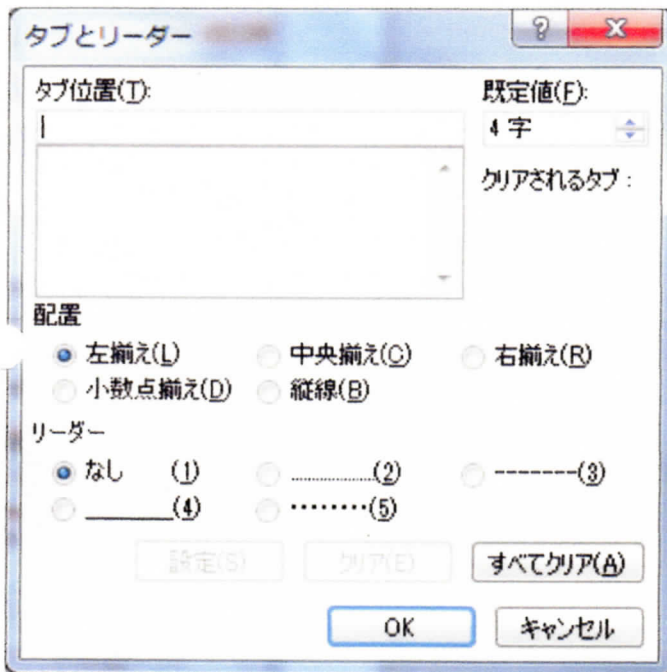 タブとリーダー
タブ位置(T):
既定値(F):
4 字
クリアされるタブ:
配置
左揃え(L) 中央揃え(C) 右揃え(R)
小数点揃え(D) 縦線(B)
リーダー
なし (1) ..................(2) -------(3)
________(4) ········(5)
設定(S) クリア(E) すべてクリア(A)
OK キャンセル